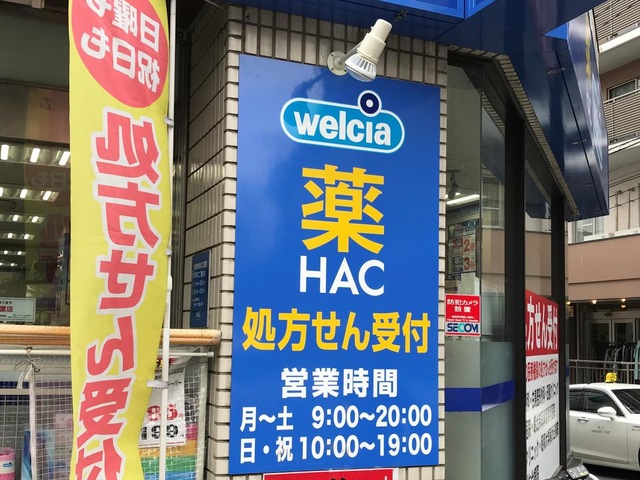 日曜も
祝日も
処方せん受付
welcia
薬
HAC
処方せん受付
営業時間
月〜土 9:00〜20:00
日・祝 10:00〜19:00
防犯カメラ
設置
SECOM
方せん受付